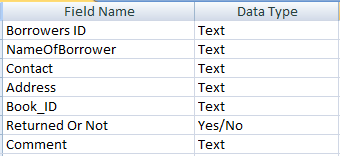 Field Name Data Type
Borrowers ID Text
NameOfBorrower Text
Contact Text
Address Text
Book_ID Text
Returned Or Not Yes/No
Comment Text